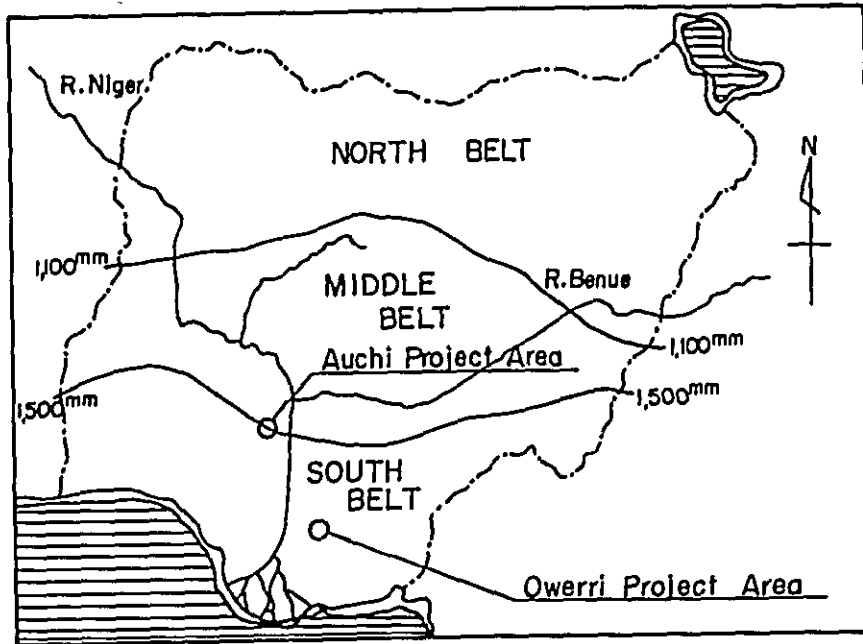 R.Niger
NORTH BELT
N
1,100mm
R.Benue
MIDDLE
BELT
1,100mm
Auchi Project Area
1,500mm
1,500mm
SOUTH
BELT
Owerri Project Area